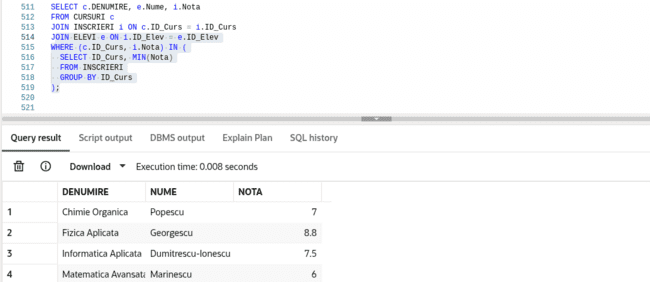 511 SELECT c.DENUMIRE, e.Nume, i.Nota
512 FROM CURSURI c
513 JOIN INSCRIERI i ON c.ID_Curs = i.ID_Curs
514 JOIN ELEVI e ON i.ID_Elev = e.ID_Elev
515 WHERE (c.ID_Curs, i.Nota) IN (
516 SELECT ID_Curs, MIN(Nota)
517 FROM INSCRIERI
518 GROUP BY ID_Curs
519 );
520
521
Query result Script output DBMS output Explain Plan SQL history
Download Execution time: 0.008 seconds
DENUMIRE NUME NOTA
1 Chimie Organica Popescu 7
2 Fizica Aplicata Georgescu 8.8
3 Informatica Aplicata Dumitrescu-Ionescu 7.5
4 Matematica Avansata Marinescu 6